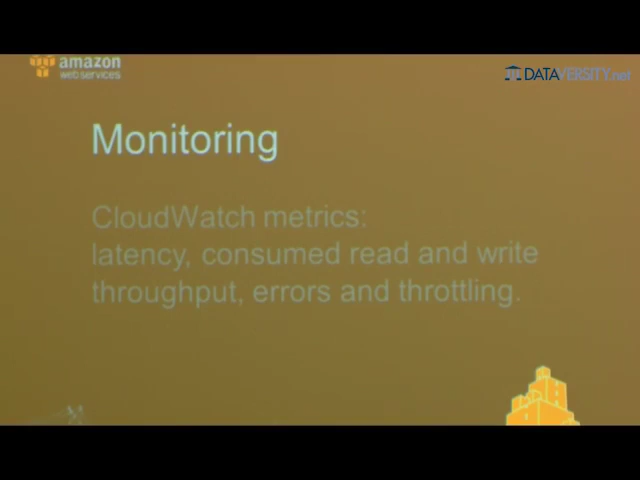 amazon
web services
DATAVERSITY.net
Monitoring
CloudWatch metrics:
latency, consumed read and write
throughput, errors and throttling.